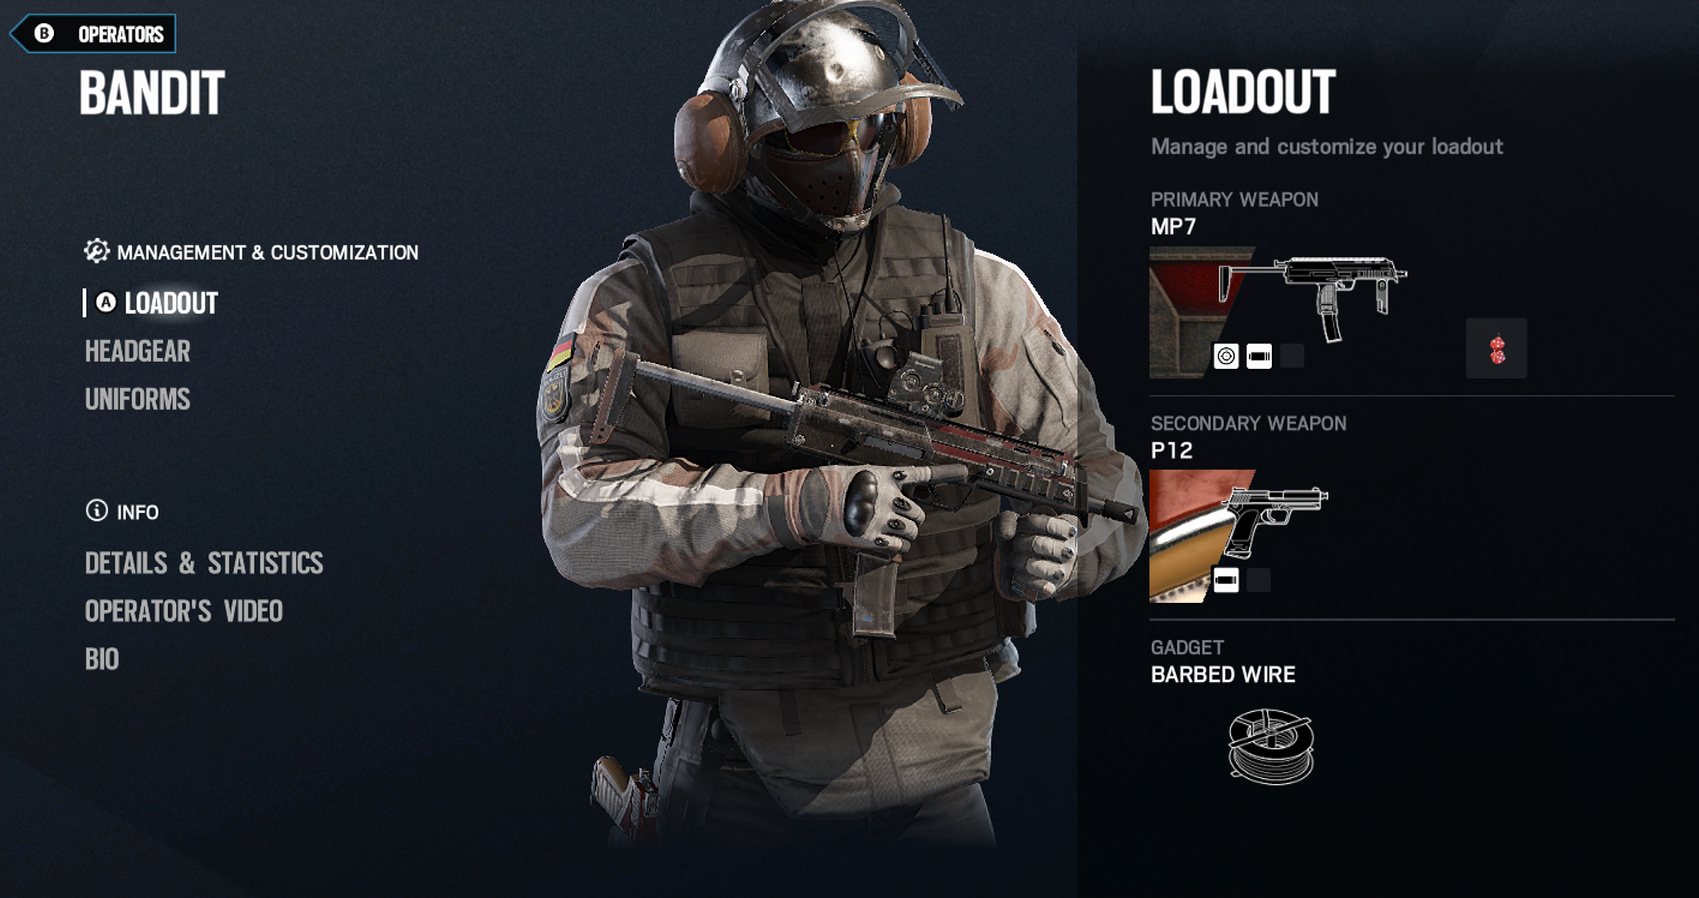 B OPERATORS
BANDIT
MANAGEMENT & CUSTOMIZATION
A LOADOUT
HEADGEAR
UNIFORMS
INFO
DETAILS & STATISTICS
OPERATOR'S VIDEO
BIO
LOADOUT
Manage and customize your loadout
PRIMARY WEAPON
MP7
SECONDARY WEAPON
P12
GADGET
BARBED WIRE